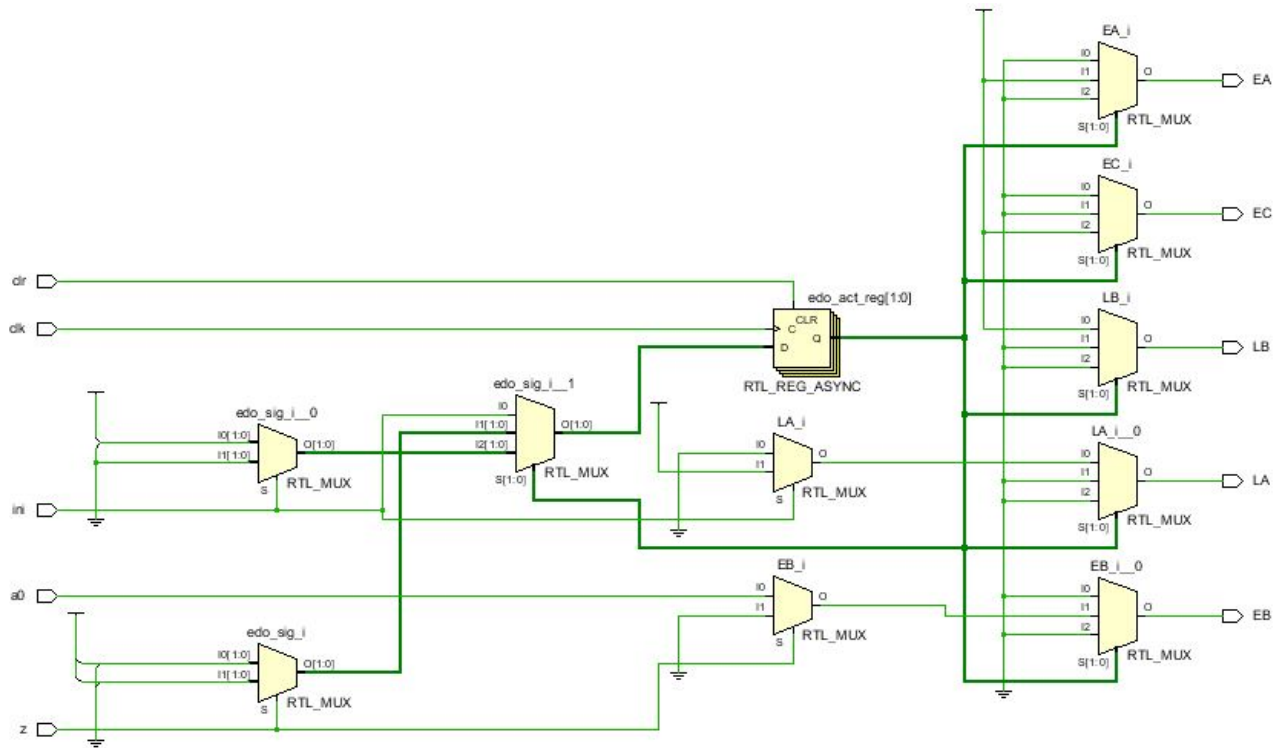 EA_i
I0
I1
I2
S[1:0]
O
RTL_MUX
EA
EC_i
I0
I1
I2
S[1:0]
O
RTL_MUX
EC
clr
clk
edo_act_reg[1:0]
CLR
C
D
Q
RTL_REG_ASYNC
LB_i
I0
I1
I2
S[1:0]
O
RTL_MUX
LB
edo_sig_i__0
I0[1:0]
I1[1:0]
S
O[1:0]
RTL_MUX
edo_sig_i__1
I0
I1[1:0]
I2[1:0]
S[1:0]
O[1:0]
RTL_MUX
LA_i
I0
I1
S
O
RTL_MUX
LA_i__0
I0
I1
I2
S[1:0]
O
RTL_MUX
LA
ini
a0
EB_i
I0
I1
S
O
RTL_MUX
EB_i__0
I0
I1
I2
S[1:0]
O
RTL_MUX
EB
edo_sig_i
I0[1:0]
I1[1:0]
S
O[1:0]
RTL_MUX
z